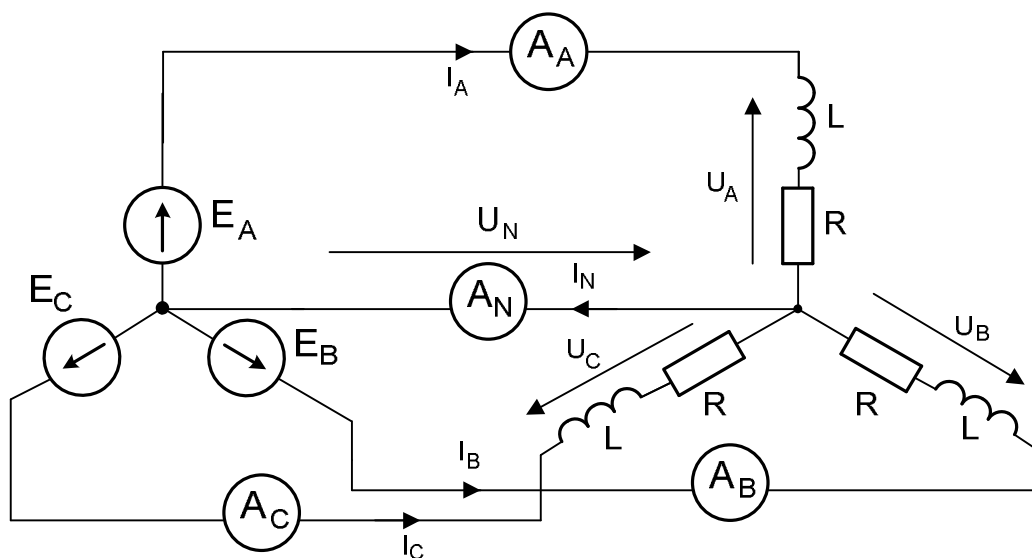 A_A
I_A
L
U_A
E_A
R
U_N
I_N
E_C
A_N
U_B
E_B
U_C
R
R
L
L
I_B
A_B
A_C
I_C